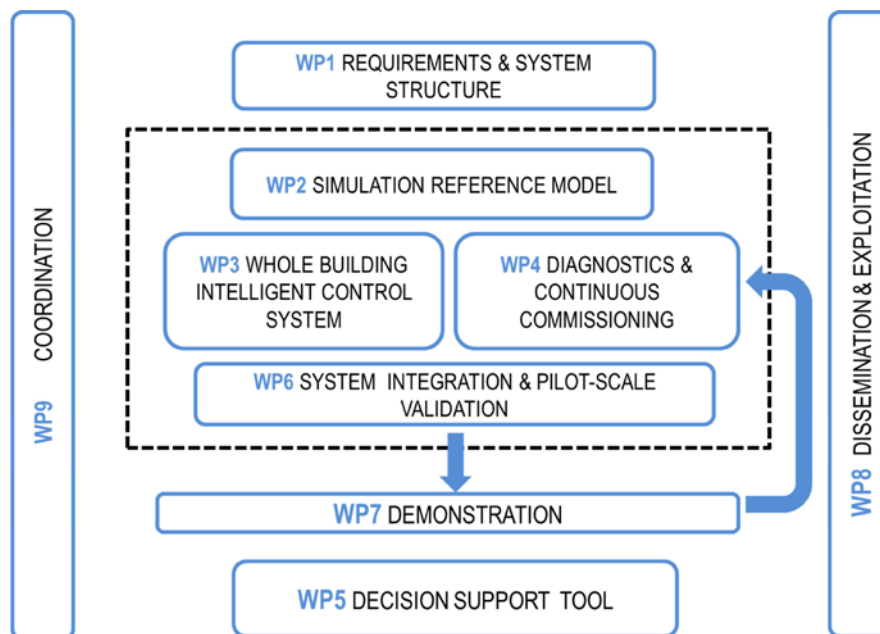 WP1 REQUIREMENTS & SYSTEM
STRUCTURE
WP2 SIMULATION REFERENCE MODEL
WP3 WHOLE BUILDING
INTELLIGENT CONTROL
SYSTEM
WP4 DIAGNOSTICS &
CONTINUOUS
COMMISSIONING
WP6 SYSTEM INTEGRATION & PILOT-SCALE
VALIDATION
WP7 DEMONSTRATION
WP5 DECISION SUPPORT TOOL
WP9 COORDINATION
WP8 DISSEMINATION & EXPLOITATION